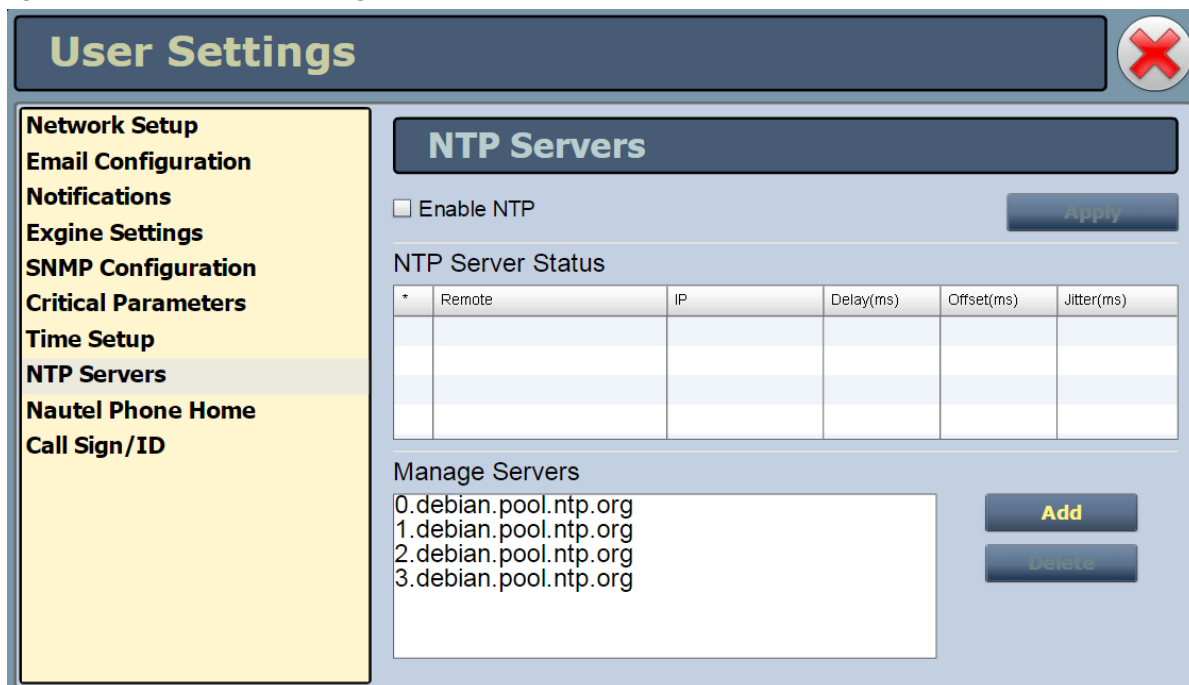 User Settings
Network Setup
Email Configuration
Notifications
Exgine Settings
SNMP Configuration
Critical Parameters
Time Setup
NTP Servers
Nautel Phone Home
Call Sign/ID
NTP Servers
Enable NTP
Apply
NTP Server Status
* Remote IP Delay(ms) Offset(ms) Jitter(ms)
Manage Servers
0.debian.pool.ntp.org
1.debian.pool.ntp.org
2.debian.pool.ntp.org
3.debian.pool.ntp.org
Add
Delete